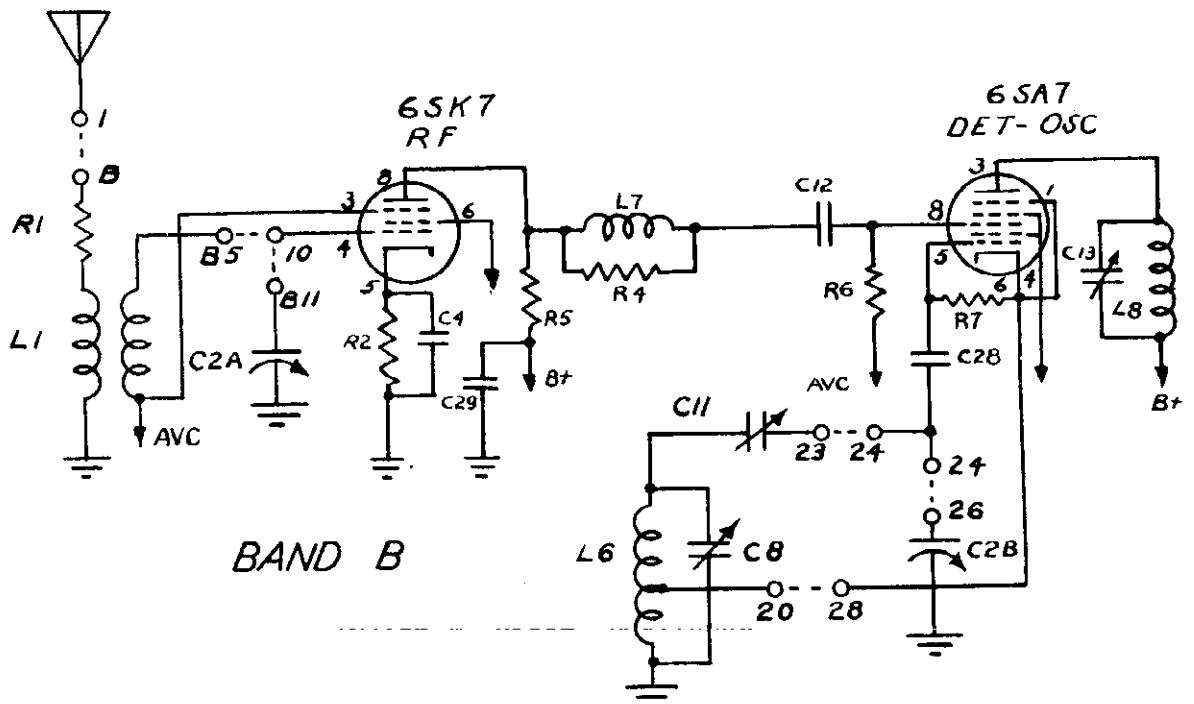 6SK7
RF
6SA7
DET-OSC
1
B
R1
L1
B5
10
B11
C2A
AVC
8
3
6
4
5
R2
C4
R5
C29
B+
L7
R4
C12
R6
AVC
3
1
8
5
6
4
R7
C13
L8
B+
C28
C11
23
24
24
26
C2B
L6
C8
20
28
BAND B